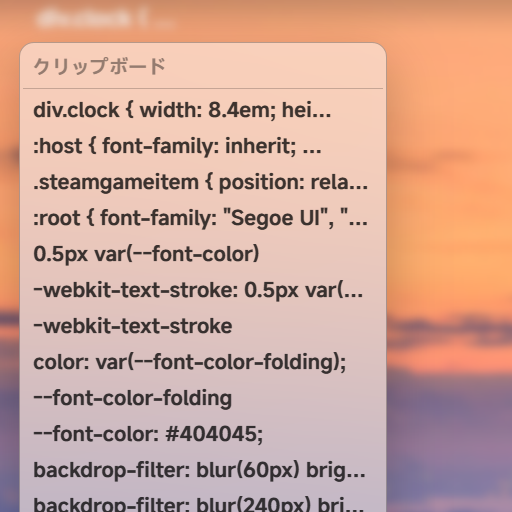 div.clock { ...
クリップボード
div.clock { width: 8.4em; hei...
:host { font-family: inherit; ...
.steamgameitem { position: rela...
:root { font-family: "Segoe UI", "...
0.5px var(--font-color)
-webkit-text-stroke: 0.5px var(...
-webkit-text-stroke
color: var(--font-color-folding);
--font-color-folding
--font-color: #404045;
backdrop-filter: blur(60px) brig...
backdrop-filter: blur(240px) bri...